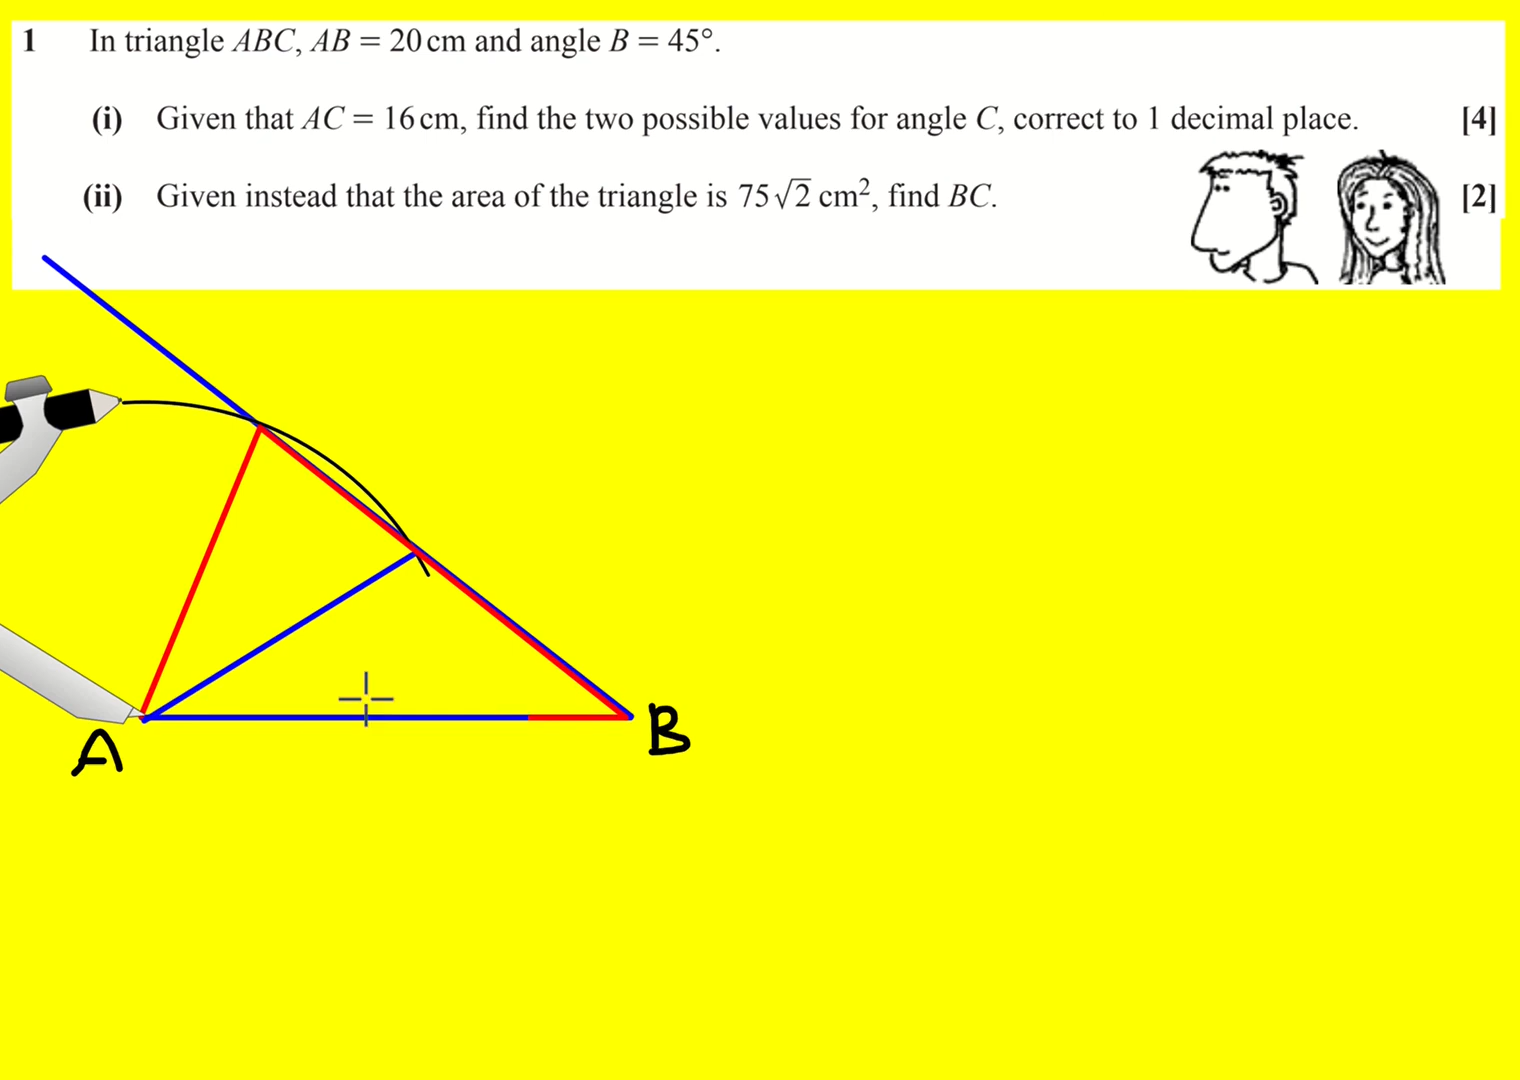 1 In triangle ABC, AB = 20 cm and angle B = 45°.
(i) Given that AC = 16 cm, find the two possible values for angle C, correct to 1 decimal place. [4]
(ii) Given instead that the area of the triangle is 75√2 cm², find BC. [2]
A
B